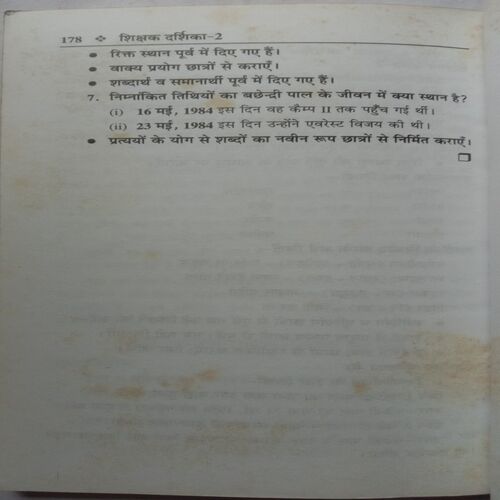 178 ❖ शिक्षक दर्शिका-2
• रिक्त स्थान पूर्व में दिए गए हैं।
• वाक्य प्रयोग छात्रों से कराएँ।
• शब्दार्थ व समानार्थी पूर्व में दिए गए हैं।
7. निम्नांकित तिथियों का बछेन्द्री पाल के जीवन में क्या स्थान है?
(i) 16 मई, 1984 इस दिन वह कैम्प II तक पहुँच गई थीं।
(ii) 23 मई, 1984 इस दिन उन्होंने एवरेस्ट विजय की थी।
• प्रत्ययों के योग से शब्दों का नवीन रूप छात्रों से निर्मित कराएँ।